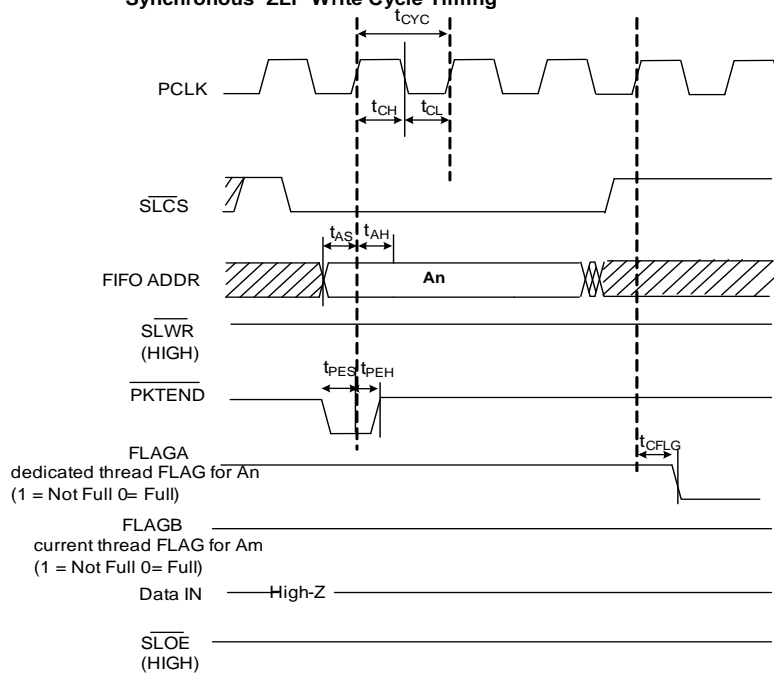 Synchronous ZLP Write Cycle Timing
tCYC
PCLK
tCH
tCL
SLCS
tAS
tAH
FIFO ADDR
An
SLWR
(HIGH)
tPES
tPEH
PKTEND
FLAGA
dedicated thread FLAG for An
(1 = Not Full 0= Full)
tCFLG
FLAGB
current thread FLAG for Am
(1 = Not Full 0= Full)
Data IN
High-Z
SLOE
(HIGH)